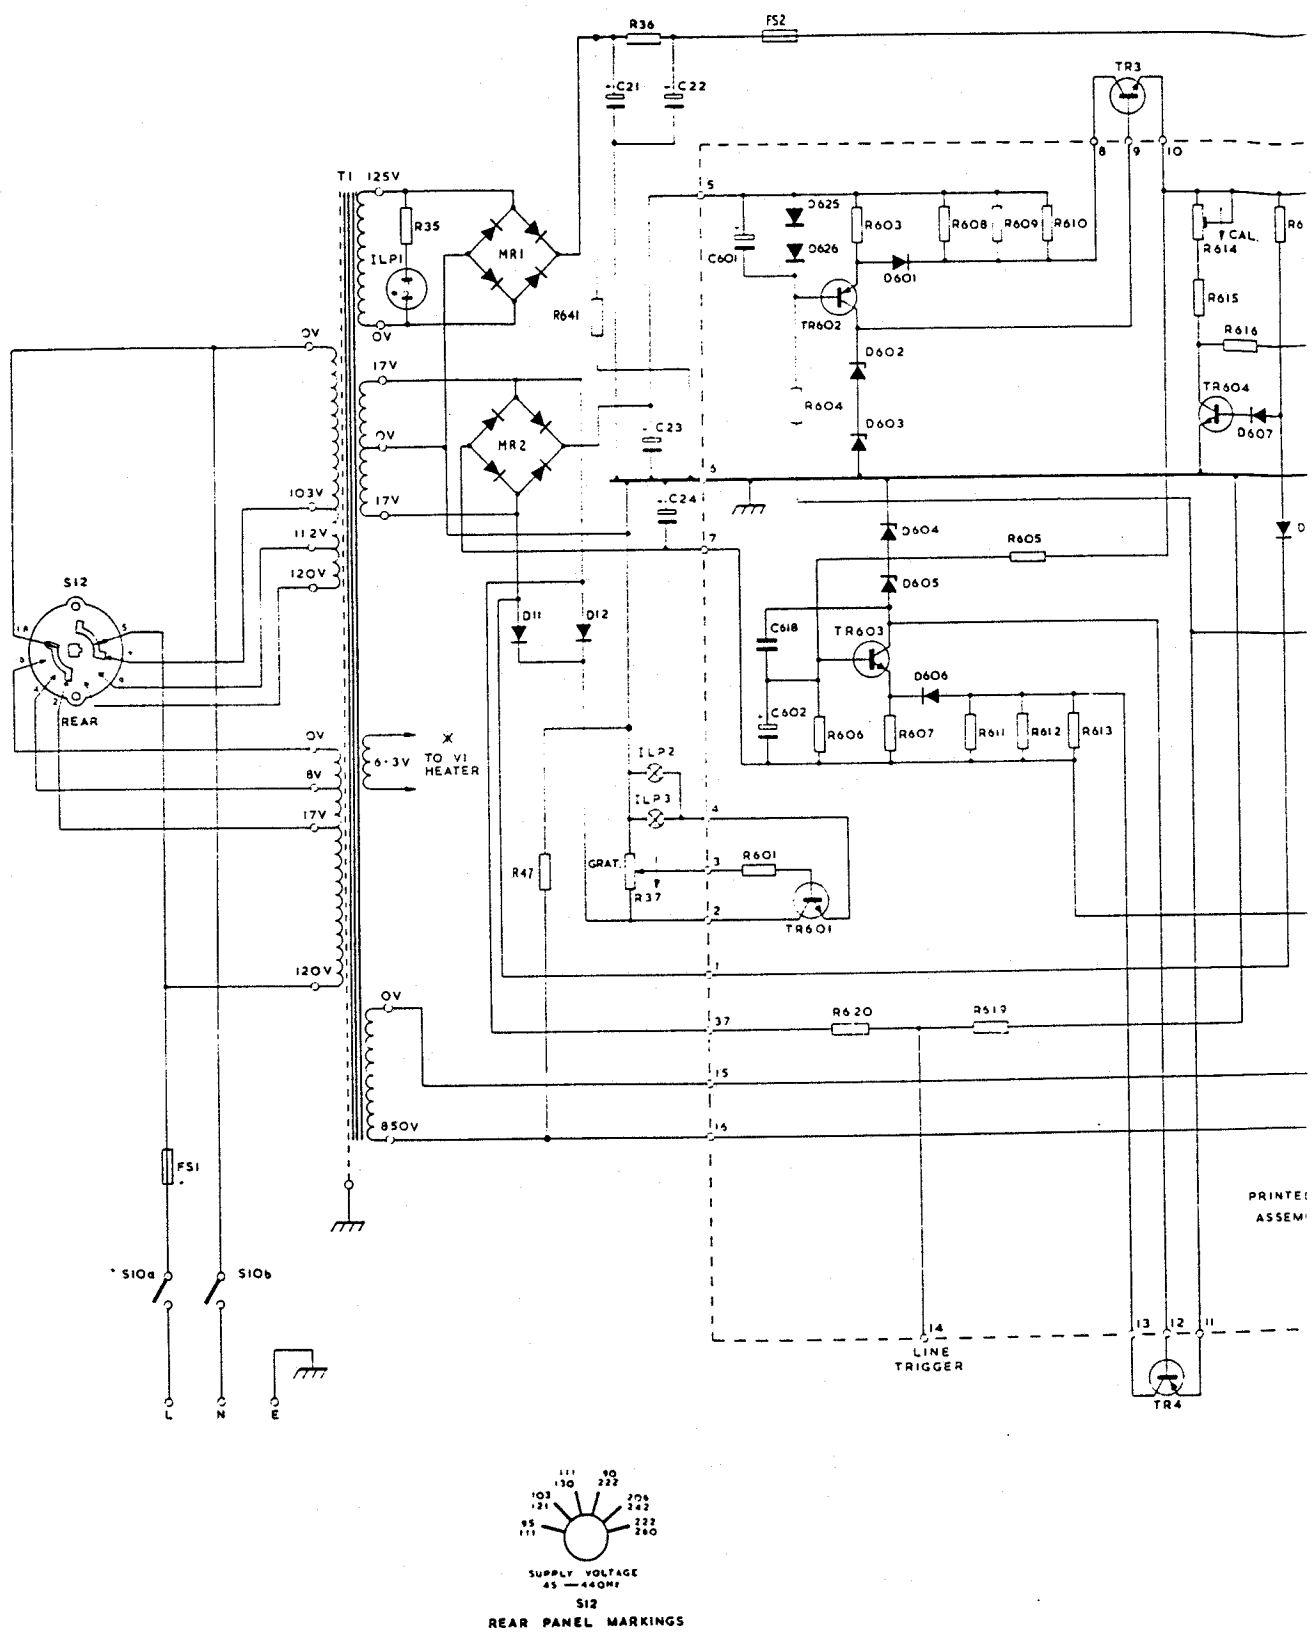 R36
FS2
C21
C22
TR3
8
9
10
T1 125V
5
D625
R35
R603
R608
R609
R610
CAL.
R614
R6
ILP1
MR1
C601
D626
D601
R615
R641
TR602
0V
0V
R616
17V
D602
TR604
R604
0V
MR2
C23
D603
D607
103V
17V
C24
6
112V
D604
R605
D
7
120V
D605
S12
D11
D12
C618
TR603
D606
REAR
C602
R606
R607
R611
R612
R613
0V
6·3V
TO V1
HEATER
ILP2
8V
ILP3
4
17V
GRAT.
3
R601
R47
R37
2
TR601
120V
1
0V
37
R620
R619
15
850V
16
FS1
PRINTE
ASSEM
S10a
S10b
14
13
12
11
LINE
TRIGGER
TR4
L
N
E
111
130
90
222
103
121
206
242
95
111
222
260
SUPPLY VOLTAGE
45 — 440Hz
S12
REAR PANEL MARKINGS